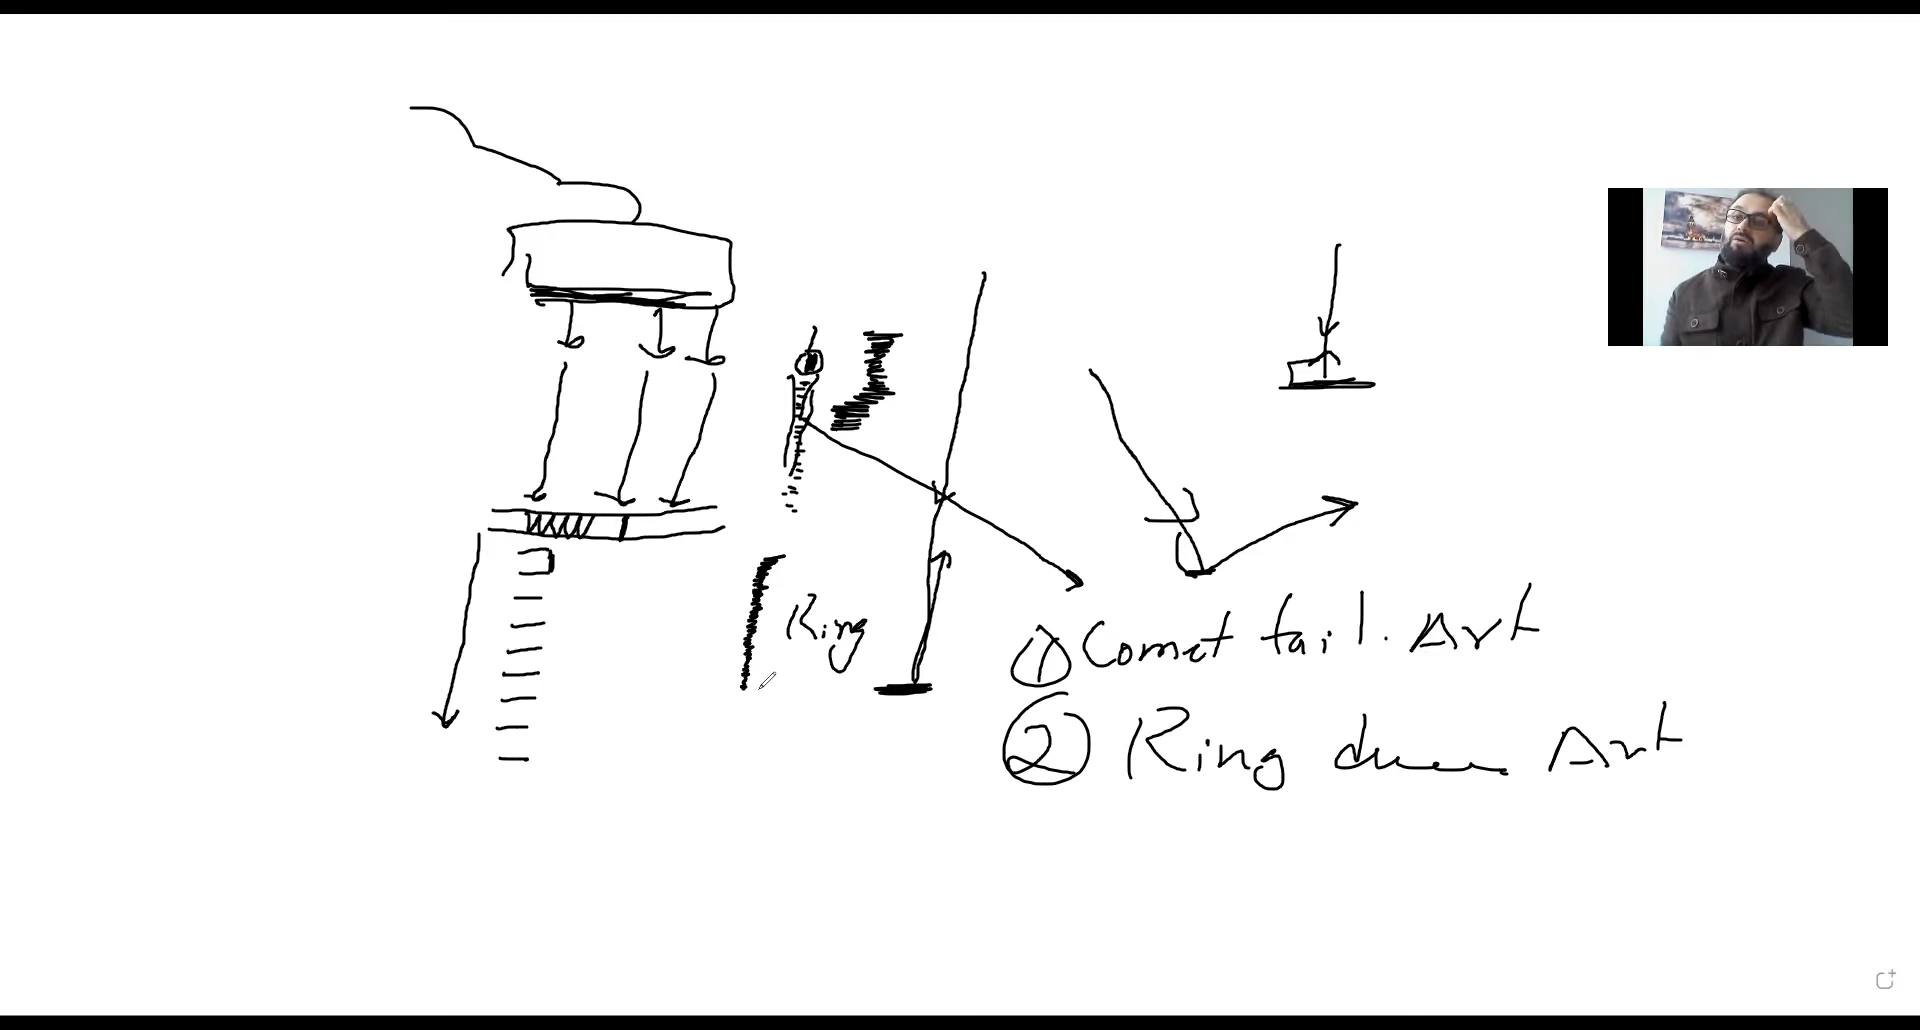 Ring
① Comet tail. Art
② Ring down Art